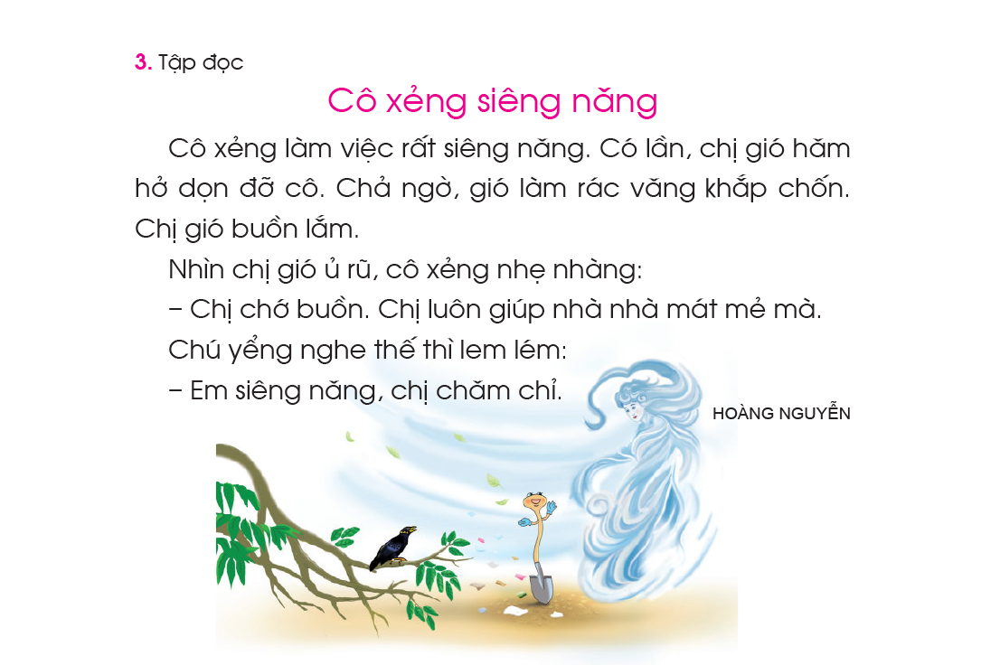 3. Tập đọc
Cô xẻng siêng năng
Cô xẻng làm việc rất siêng năng. Có lần, chị gió hăm
hở dọn đỡ cô. Chả ngờ, gió làm rác văng khắp chốn.
Chị gió buồn lắm.
Nhìn chị gió ủ rũ, cô xẻng nhẹ nhàng:
– Chị chớ buồn. Chị luôn giúp nhà nhà mát mẻ mà.
Chú yểng nghe thế thì lem lém:
– Em siêng năng, chị chăm chỉ.
HOÀNG NGUYỄN